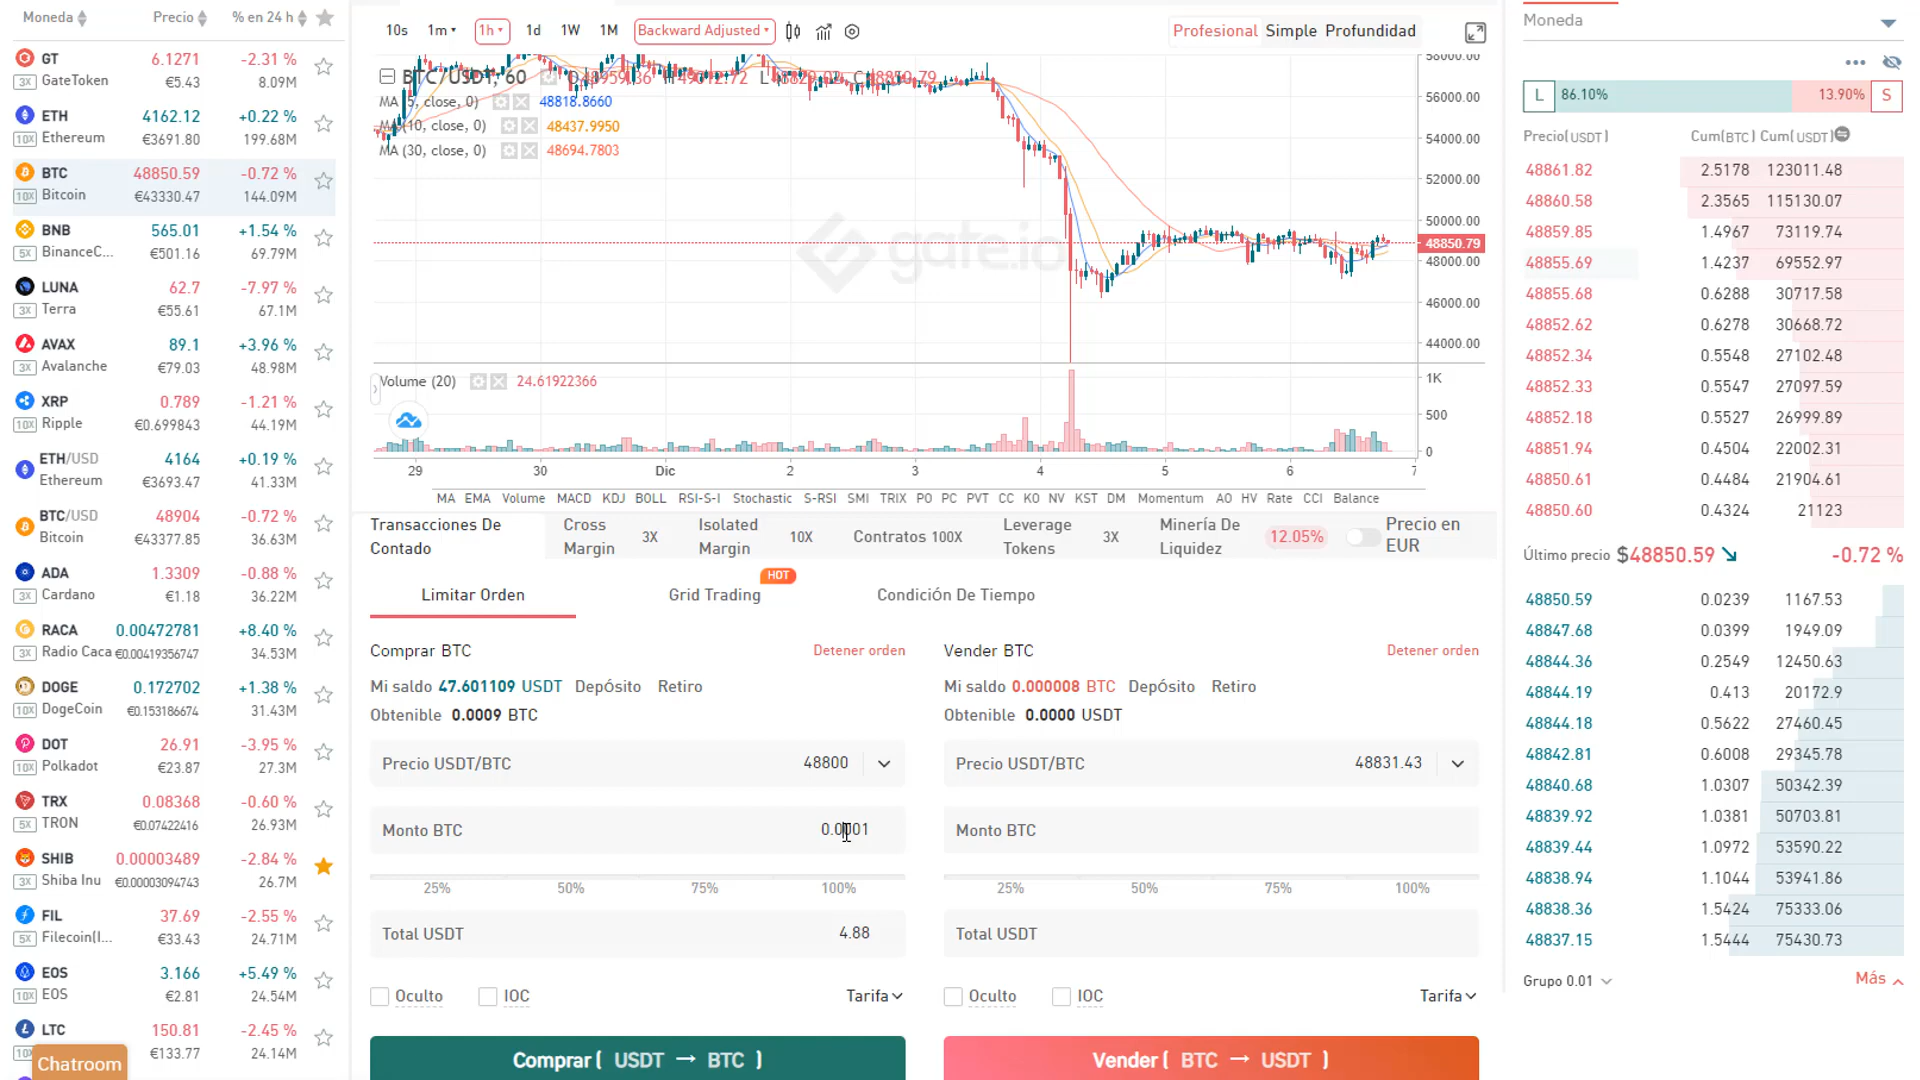 Moneda Precio % en 24 h
GT 6.1271 -2.31 %
3X GateToken €5.43 8.09M
ETH 4162.12 +0.22 %
10X Ethereum €3691.80 199.68M
BTC 48850.59 -0.72 %
10X Bitcoin €43330.47 144.09M
BNB 565.01 +1.54 %
5X BinanceC... €501.16 69.79M
LUNA 62.7 -7.97 %
3X Terra €55.61 67.1M
AVAX 89.1 +3.96 %
3X Avalanche €79.03 48.98M
XRP 0.789 -1.21 %
10X Ripple €0.699843 44.19M
ETH/USD 4164 +0.19 %
Ethereum €3693.47 41.33M
BTC/USD 48904 -0.72 %
Bitcoin €43377.85 36.63M
ADA 1.3309 -0.88 %
3X Cardano €1.18 36.22M
RACA 0.00472781 +8.40 %
3X Radio Caca €0.00419356747 34.53M
DOGE 0.172702 +1.38 %
10X DogeCoin €0.153186674 31.43M
DOT 26.91 -3.95 %
10X Polkadot €23.87 27.3M
TRX 0.08368 -0.60 %
5X TRON €0.07422416 26.93M
SHIB 0.00003489 -2.84 %
3X Shiba Inu €0.00003094743 26.7M
FIL 37.69 -2.55 %
5X Filecoin(I... €33.43 24.71M
EOS 3.166 +5.49 %
10X EOS €2.81 24.54M
LTC 150.81 -2.45 %
€133.77 24.14M
Chatroom
10s 1m 1h 1d 1W 1M Backward Adjusted Profesional Simple Profundidad
BTC/USDT, 60
MA (5, close, 0) 48818.8660
MA (10, close, 0) 48437.9950
MA (30, close, 0) 48694.7803
gate.io
58000.00
56000.00
54000.00
52000.00
50000.00
48850.79
48000.00
46000.00
44000.00
Volume (20) 24.61922366
1K
500
0
29 30 Dic 2 3 4 5 6 7
MA EMA Volume MACD KDJ BOLL RSI-S-I Stochastic S-RSI SMI TRIX PO PC PVT CC KO NV KST DM Momentum AO HV Rate CCI Balance
Transacciones De Contado
Cross Margin 3X
Isolated Margin 10X
Contratos 100X
Leverage Tokens 3X
Minería De Liquidez 12.05%
Precio en EUR
HOT
Limitar Orden Grid Trading Condición De Tiempo
Comprar BTC Detener orden
Mi saldo 47.601109 USDT Depósito Retiro
Obtenible 0.0009 BTC
Precio USDT/BTC 48800
Monto BTC 0.0001
25% 50% 75% 100%
Total USDT 4.88
Oculto IOC Tarifa
Comprar ( USDT → BTC )
Vender BTC Detener orden
Mi saldo 0.000008 BTC Depósito Retiro
Obtenible 0.0000 USDT
Precio USDT/BTC 48831.43
Monto BTC
25% 50% 75% 100%
Total USDT
Oculto IOC Tarifa
Vender ( BTC → USDT )
Moneda
L 86.10% 13.90% S
Precio(USDT) Cum(BTC) Cum(USDT)
48861.82 2.5178 123011.48
48860.58 2.3565 115130.07
48859.85 1.4967 73119.74
48855.69 1.4237 69552.97
48855.68 0.6288 30717.58
48852.62 0.6278 30668.72
48852.34 0.5548 27102.48
48852.33 0.5547 27097.59
48852.18 0.5527 26999.89
48851.94 0.4504 22002.31
48850.61 0.4484 21904.61
48850.60 0.4324 21123
Último precio $48850.59 -0.72 %
48850.59 0.0239 1167.53
48847.68 0.0399 1949.09
48844.36 0.2549 12450.63
48844.19 0.413 20172.9
48844.18 0.5622 27460.45
48842.81 0.6008 29345.78
48840.68 1.0307 50342.39
48839.92 1.0381 50703.81
48839.44 1.0972 53590.22
48838.94 1.1044 53941.86
48838.36 1.5424 75333.06
48837.15 1.5444 75430.73
Grupo 0.01 Más